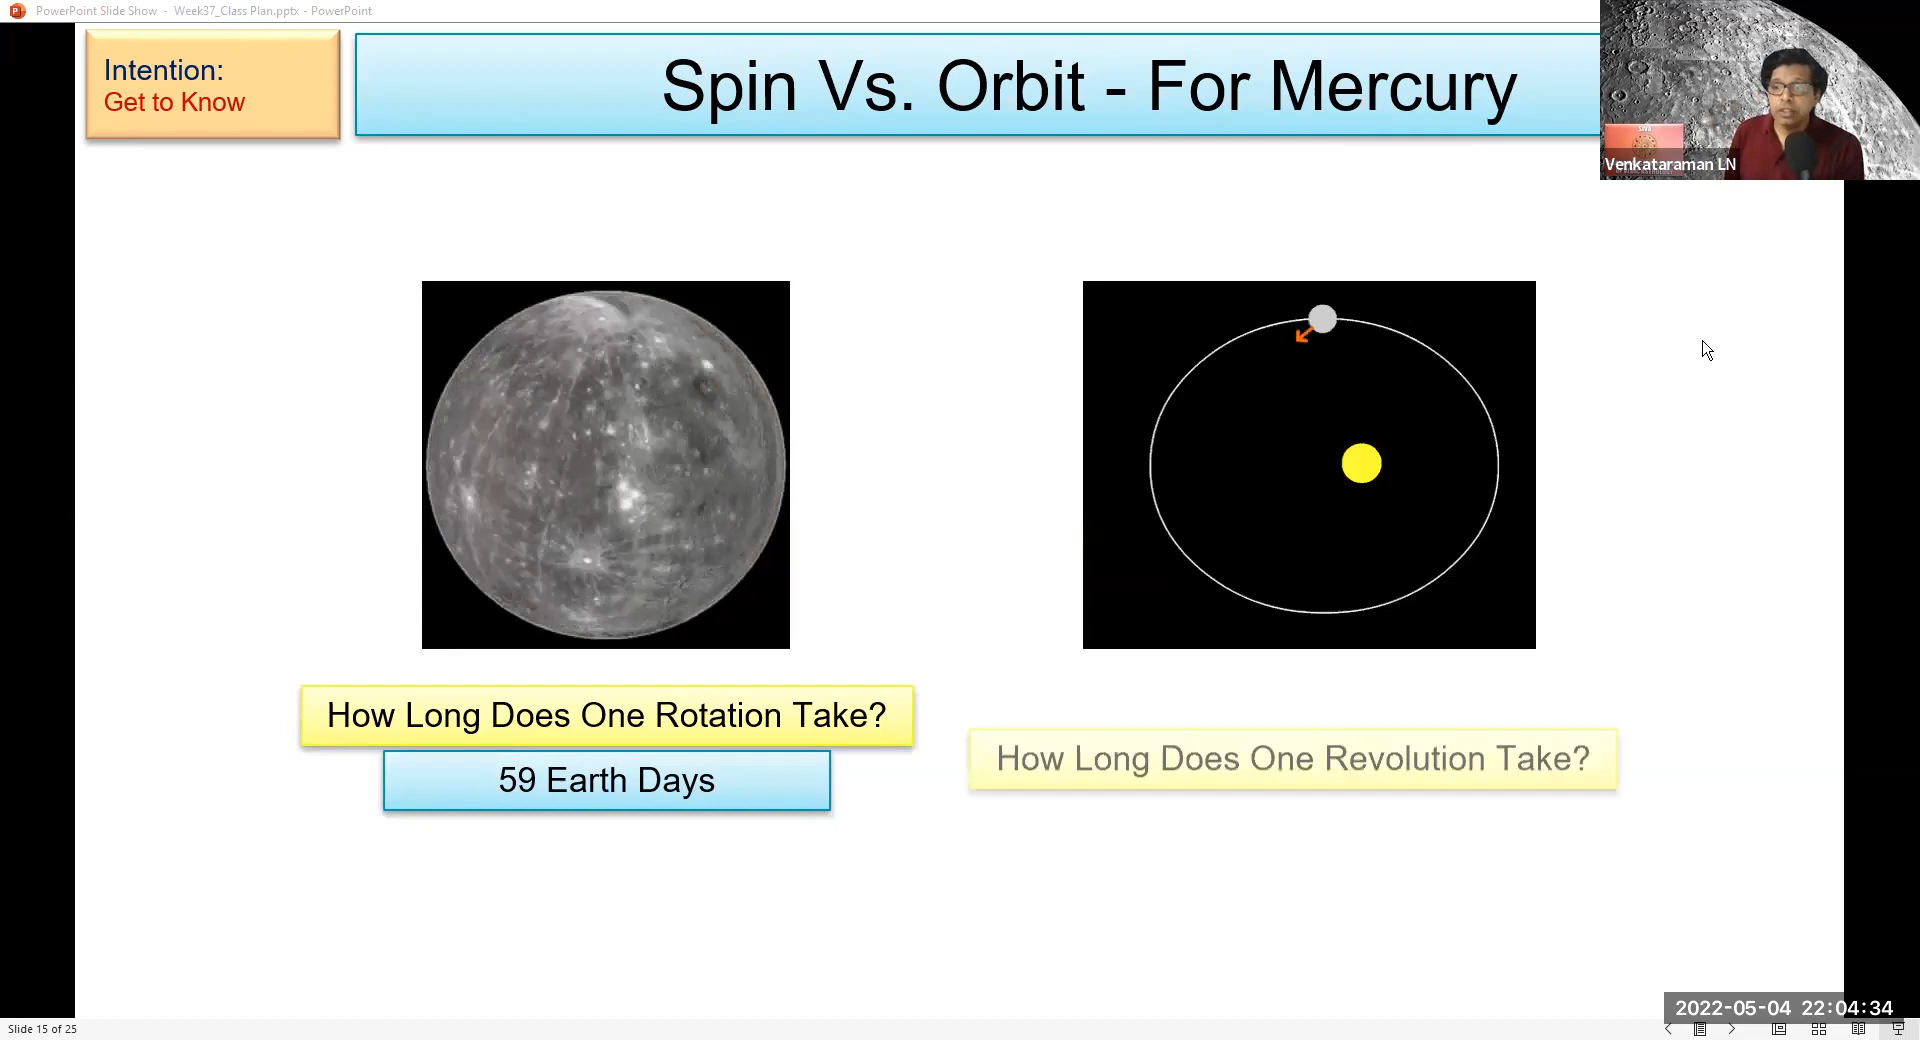 PowerPoint Slide Show - Week37_Class Plan.pptx - PowerPoint
Intention:
Get to Know
Spin Vs. Orbit - For Mercury
SIVA
Venkataraman LN
How Long Does One Rotation Take?
59 Earth Days
How Long Does One Revolution Take?
2022-05-04 22:04:34
Slide 15 of 25